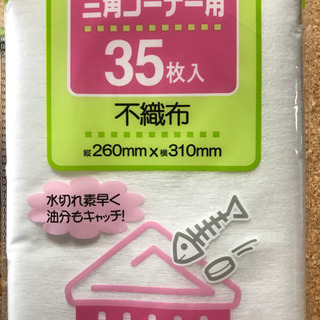 三角コーナー用
35枚入
不織布
縦260mm×横310mm
水切れ素早く
油分もキャッチ!